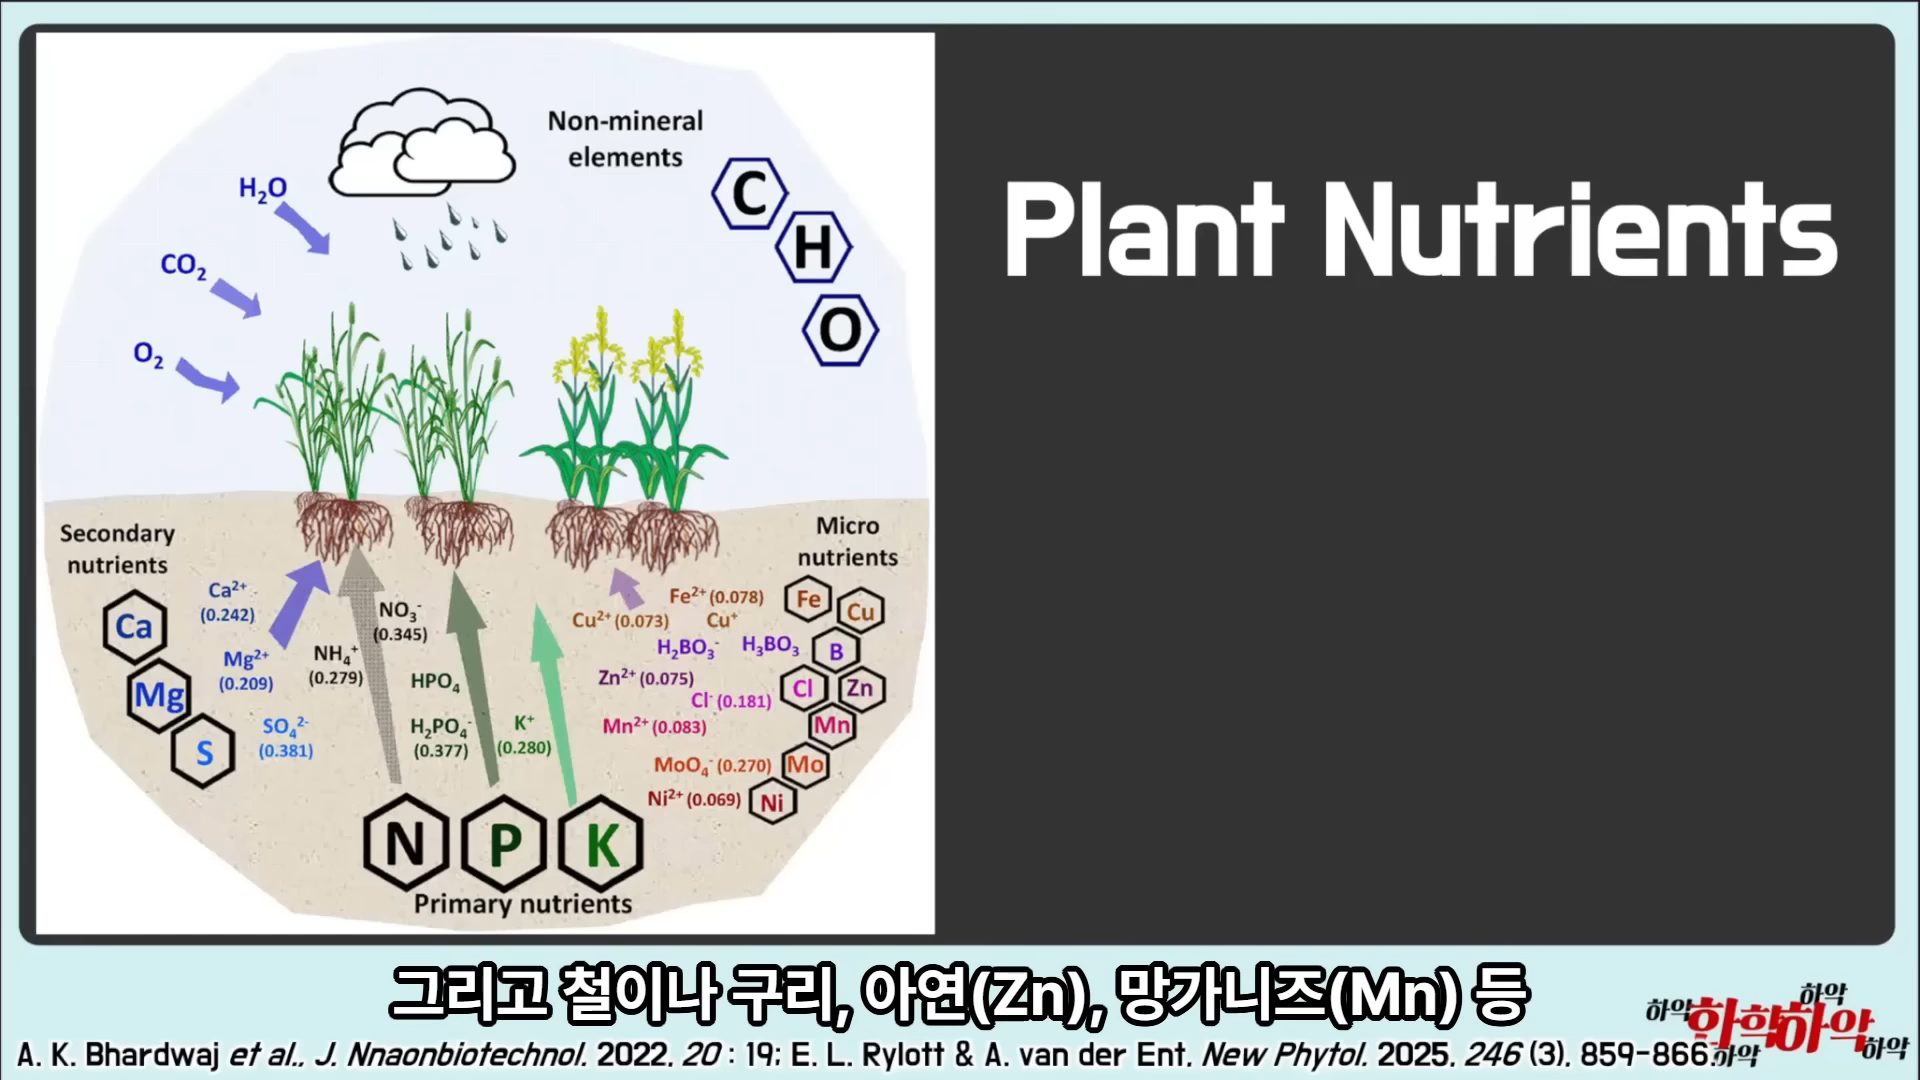 Plant Nutrients
Non-mineral
elements
C
H
O
H₂O
CO₂
O₂
Secondary
nutrients
Ca
Mg
S
Ca²⁺
(0.242)
Mg²⁺
(0.209)
SO₄²⁻
(0.381)
NO₃⁻
(0.345)
NH₄⁺
(0.279)
HPO₄
H₂PO₄⁻
(0.377)
K⁺
(0.280)
N P K
Primary nutrients
Micro
nutrients
Fe²⁺ (0.078)
Cu²⁺ (0.073) Cu⁺
H₂BO₃⁻ H₃BO₃
Zn²⁺ (0.075)
Cl⁻ (0.181)
Mn²⁺ (0.083)
MoO₄⁻ (0.270)
Ni²⁺ (0.069)
Fe
Cu
B
Cl
Zn
Mn
Mo
Ni
그리고 철이나 구리, 아연(Zn), 망가니즈(Mn) 등
A. K. Bhardwaj et al., J. Nnaonbiotechnol. 2022, 20 : 19; E. L. Rylott & A. van der Ent, New Phytol. 2025, 246 (3), 859-866.
하악
하악
화학하악
하악
하악